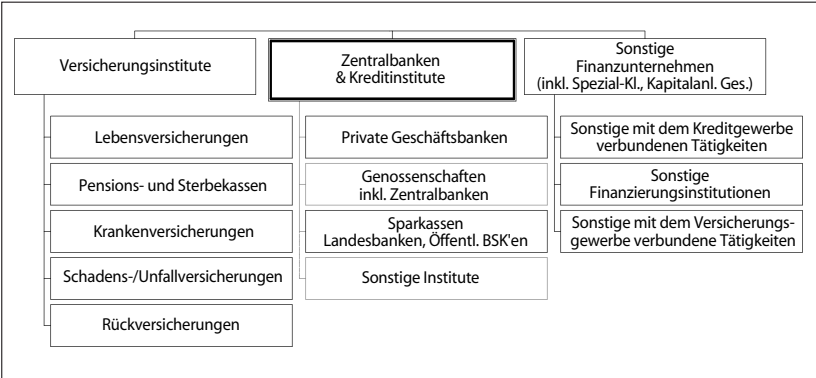 Versicherungsinstitute
Zentralbanken
& Kreditinstitute
Sonstige
Finanzunternehmen
(inkl. Spezial-Kl., Kapitalanl. Ges.)
Lebensversicherungen
Pensions- und Sterbekassen
Krankenversicherungen
Schadens-/Unfallversicherungen
Rückversicherungen
Private Geschäftsbanken
Genossenschaften
inkl. Zentralbanken
Sparkassen
Landesbanken, Öffentl. BSK'en
Sonstige Institute
Sonstige mit dem Kreditgewerbe
verbundenen Tätigkeiten
Sonstige
Finanzierungsinstitutionen
Sonstige mit dem Versicherungs-
gewerbe verbundene Tätigkeiten